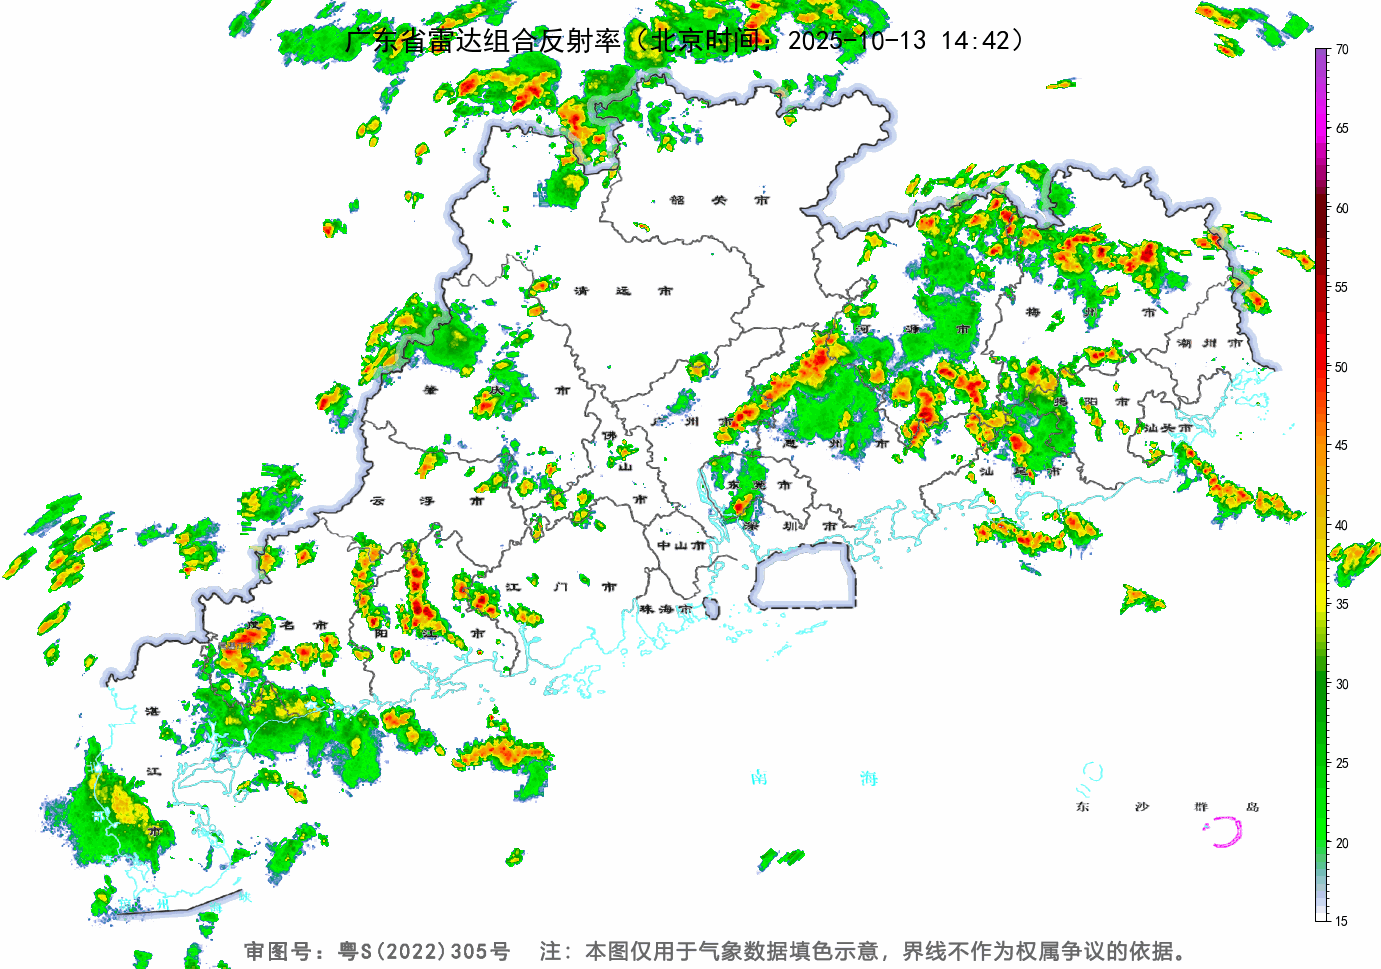 广东省雷达组合反射率（北京时间：2025-10-13 14:42）
70
65
60
55
50
45
40
35
30
25
20
15
韶关市
清远市
河源市
梅州市
潮州市
肇庆市
广州市
惠州市
揭阳市
汕头市
佛山市
云浮市
东莞市
汕尾市
深圳市
中山市
江门市
珠海市
茂名市
阳江市
湛江市
南海
东沙群岛
琼州海峡
审图号：粤S(2022)305号 注：本图仅用于气象数据填色示意，界线不作为权属争议的依据。